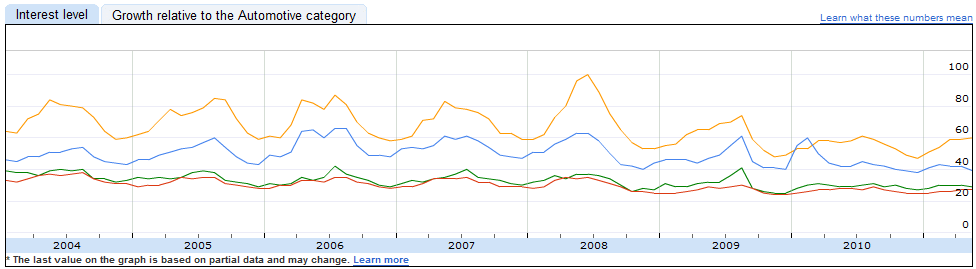 Interest level Growth relative to the Automotive category Learn what these numbers mean
100
80
60
40
20
0
2004 2005 2006 2007 2008 2009 2010
* The last value on the graph is based on partial data and may change. Learn more